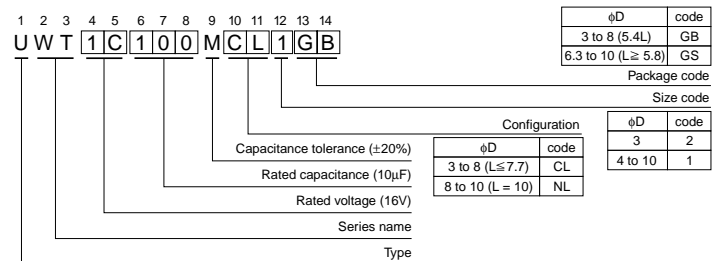 1 2 3 4 5 6 7 8 9 10 11 12 13 14
U W T 1 C 1 0 0 M C L 1 G B
ϕD code
3 to 8 (5.4L) GB
6.3 to 10 (L≧ 5.8) GS
Package code
Size code
ϕD code
3 2
4 to 10 1
Configuration
ϕD code
3 to 8 (L≦7.7) CL
8 to 10 (L = 10) NL
Capacitance tolerance (±20%)
Rated capacitance (10µF)
Rated voltage (16V)
Series name
Type